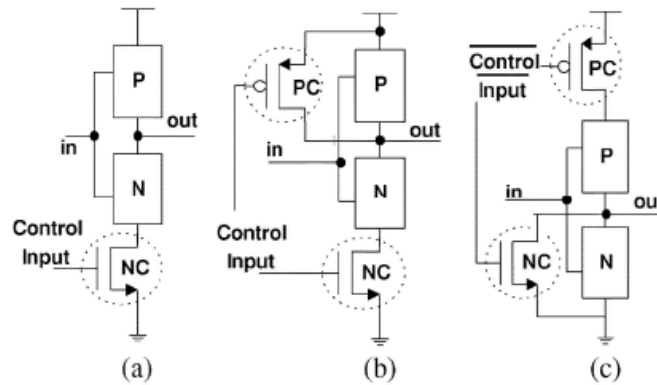 P
in
out
N
Control
Input
NC
(a)
PC
P
in
out
N
Control
Input
NC
(b)
Control
Input
PC
P
in
ou
NC
N
(c)